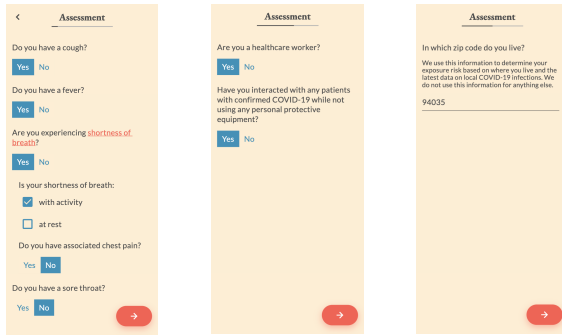 Assessment
Do you have a cough?
Yes No
Do you have a fever?
Yes No
Are you experiencing shortness of
breath?
Yes No
Is your shortness of breath:
with activity
at rest
Do you have associated chest pain?
Yes No
Do you have a sore throat?
Yes No
Assessment
Are you a healthcare worker?
Yes No
Have you interacted with any patients
with confirmed COVID-19 while not
using any personal protective
equipment?
Yes No
Assessment
In which zip code do you live?
We use this information to determine your
exposure risk based on where you live and the
latest data on local COVID-19 infections. We
do not use this information for anything else.
94035